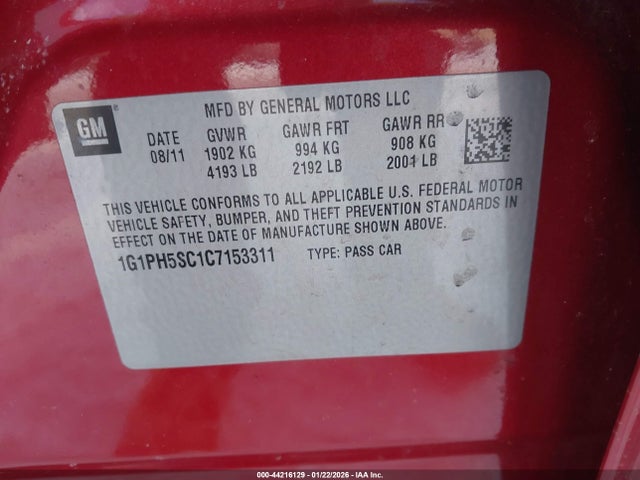 GM
MFD BY GENERAL MOTORS LLC
DATE GVWR GAWR FRT GAWR RR
08/11 1902 KG 994 KG 908 KG
4193 LB 2192 LB 2001 LB
THIS VEHICLE CONFORMS TO ALL APPLICABLE U.S. FEDERAL MOTOR
VEHICLE SAFETY, BUMPER, AND THEFT PREVENTION STANDARDS IN
EFFECT ON THE DATE OF MANUFACTURE SHOWN ABOVE.
1G1PH5SC1C7153311 TYPE: PASS CAR
000-44216129 - 01/22/2026 - IAA Inc.